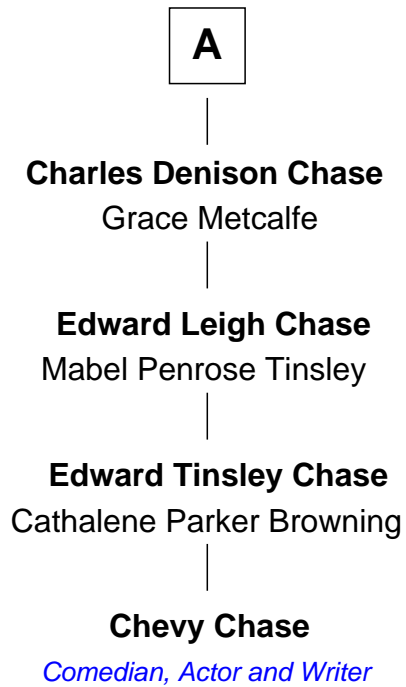 A
Charles Denison Chase
Grace Metcalfe
Edward Leigh Chase
Mabel Penrose Tinsley
Edward Tinsley Chase
Cathalene Parker Browning
Chevy Chase
Comedian, Actor and Writer